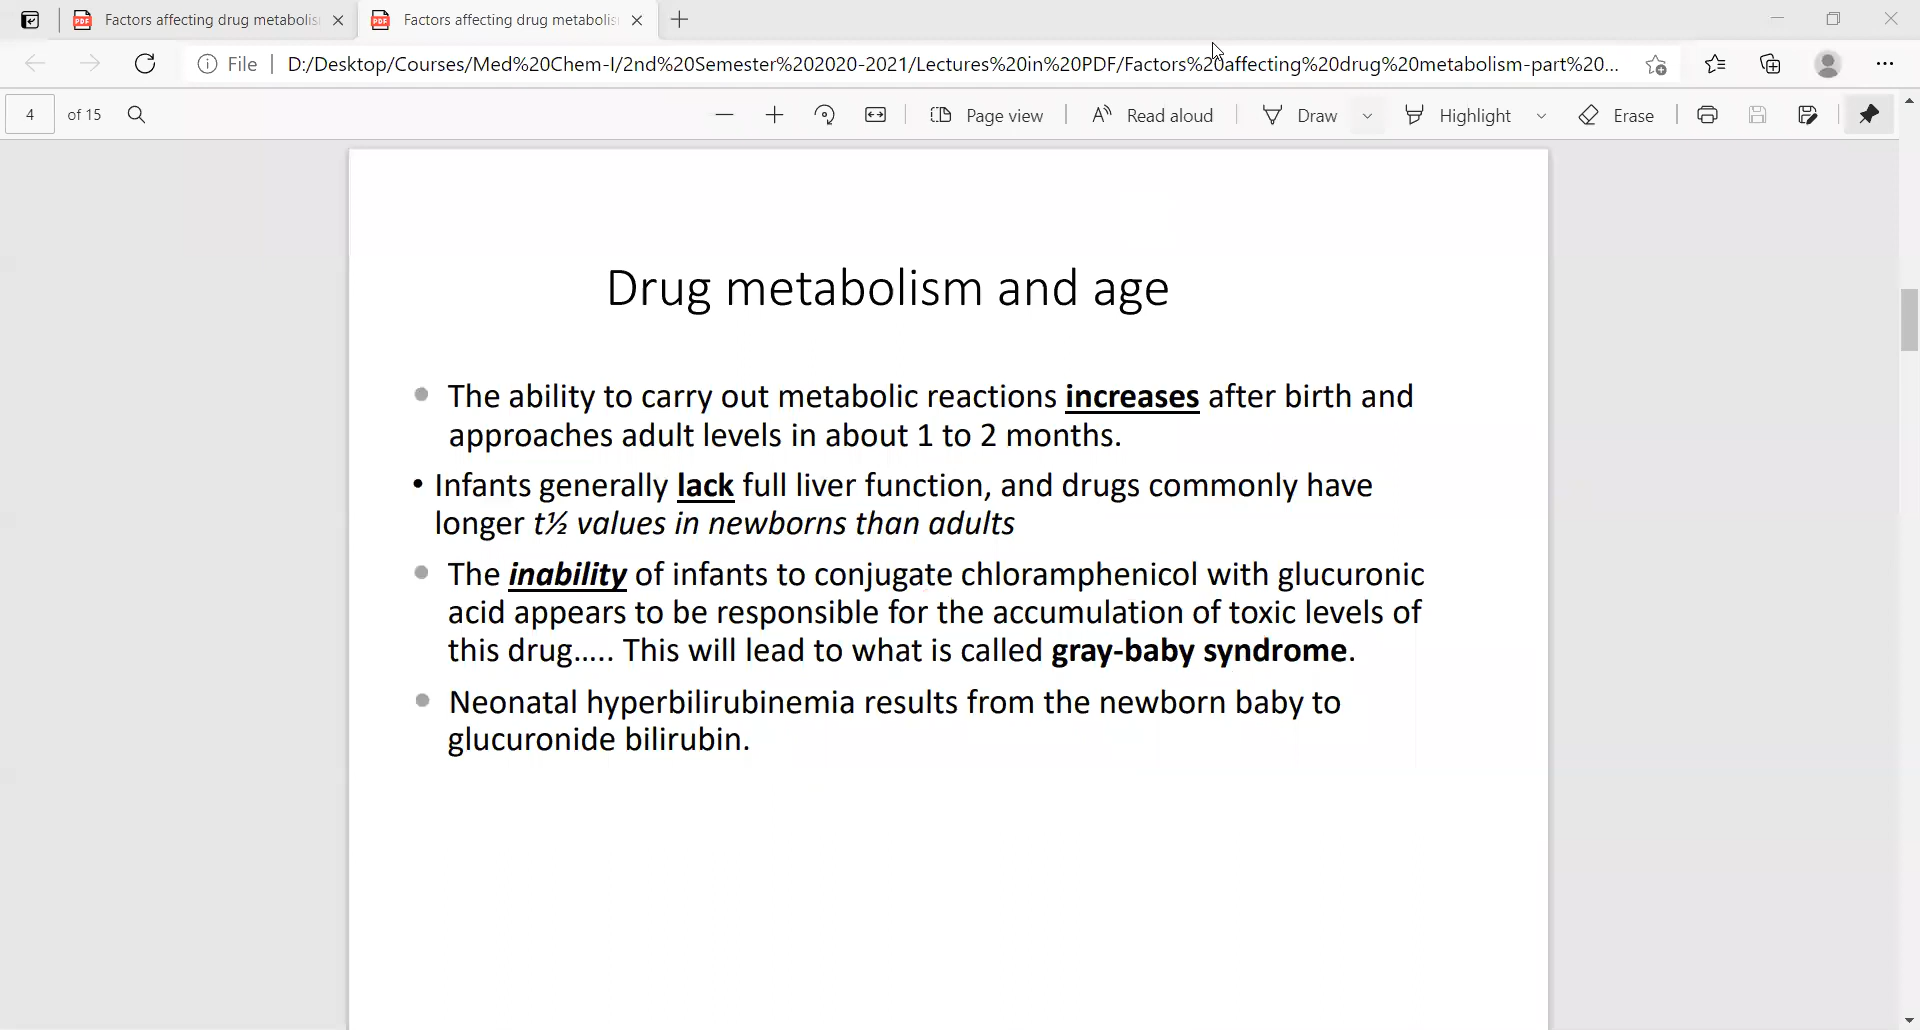 Factors affecting drug metabolis
Factors affecting drug metabolis
File | D:/Desktop/Courses/Med%20Chem-I/2nd%20Semester%202020-2021/Lectures%20in%20PDF/Factors%20affecting%20drug%20metabolism-part%20...
4 of 15 Page view Read aloud Draw Highlight Erase
Drug metabolism and age
The ability to carry out metabolic reactions increases after birth and
approaches adult levels in about 1 to 2 months.
• Infants generally lack full liver function, and drugs commonly have
longer t½ values in newborns than adults
The inability of infants to conjugate chloramphenicol with glucuronic
acid appears to be responsible for the accumulation of toxic levels of
this drug..... This will lead to what is called gray-baby syndrome.
Neonatal hyperbilirubinemia results from the newborn baby to
glucuronide bilirubin.